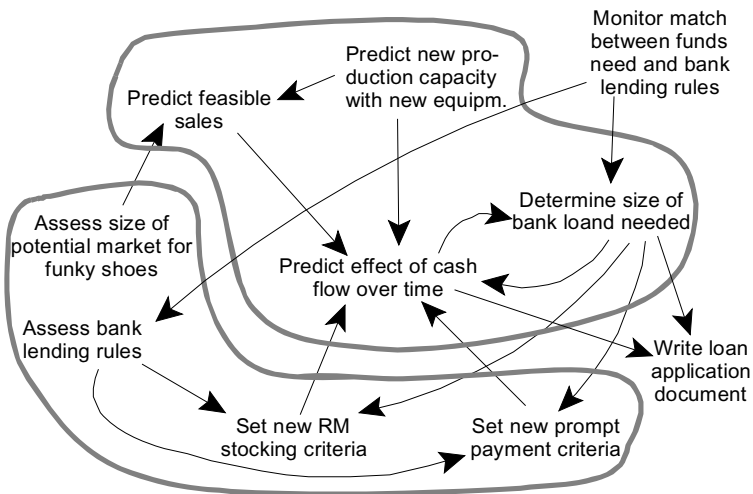 Monitor match
between funds
need and bank
lending rules
Predict new pro-
duction capacity
with new equipm.
Predict feasible
sales
Determine size of
bank loand needed
Assess size of
potential market for
funky shoes
Predict effect of cash
flow over time
Assess bank
lending rules
Write loan
application
document
Set new RM
stocking criteria
Set new prompt
payment criteria